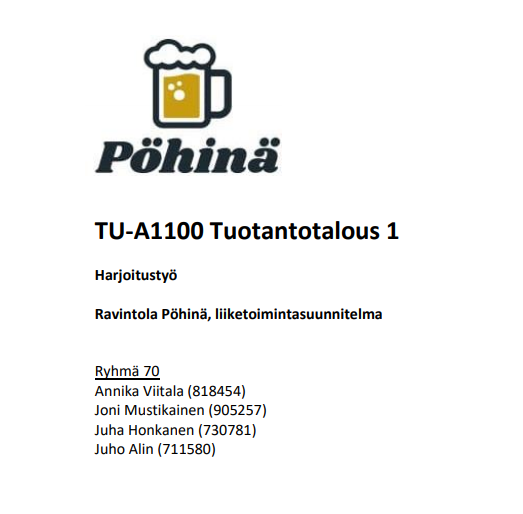 Pöhinä
TU-A1100 Tuotantotalous 1
Harjoitustyö
Ravintola Pöhinä, liiketoimintasuunnitelma
Ryhmä 70
Annika Viitala (818454)
Joni Mustikainen (905257)
Juha Honkanen (730781)
Juho Alin (711580)